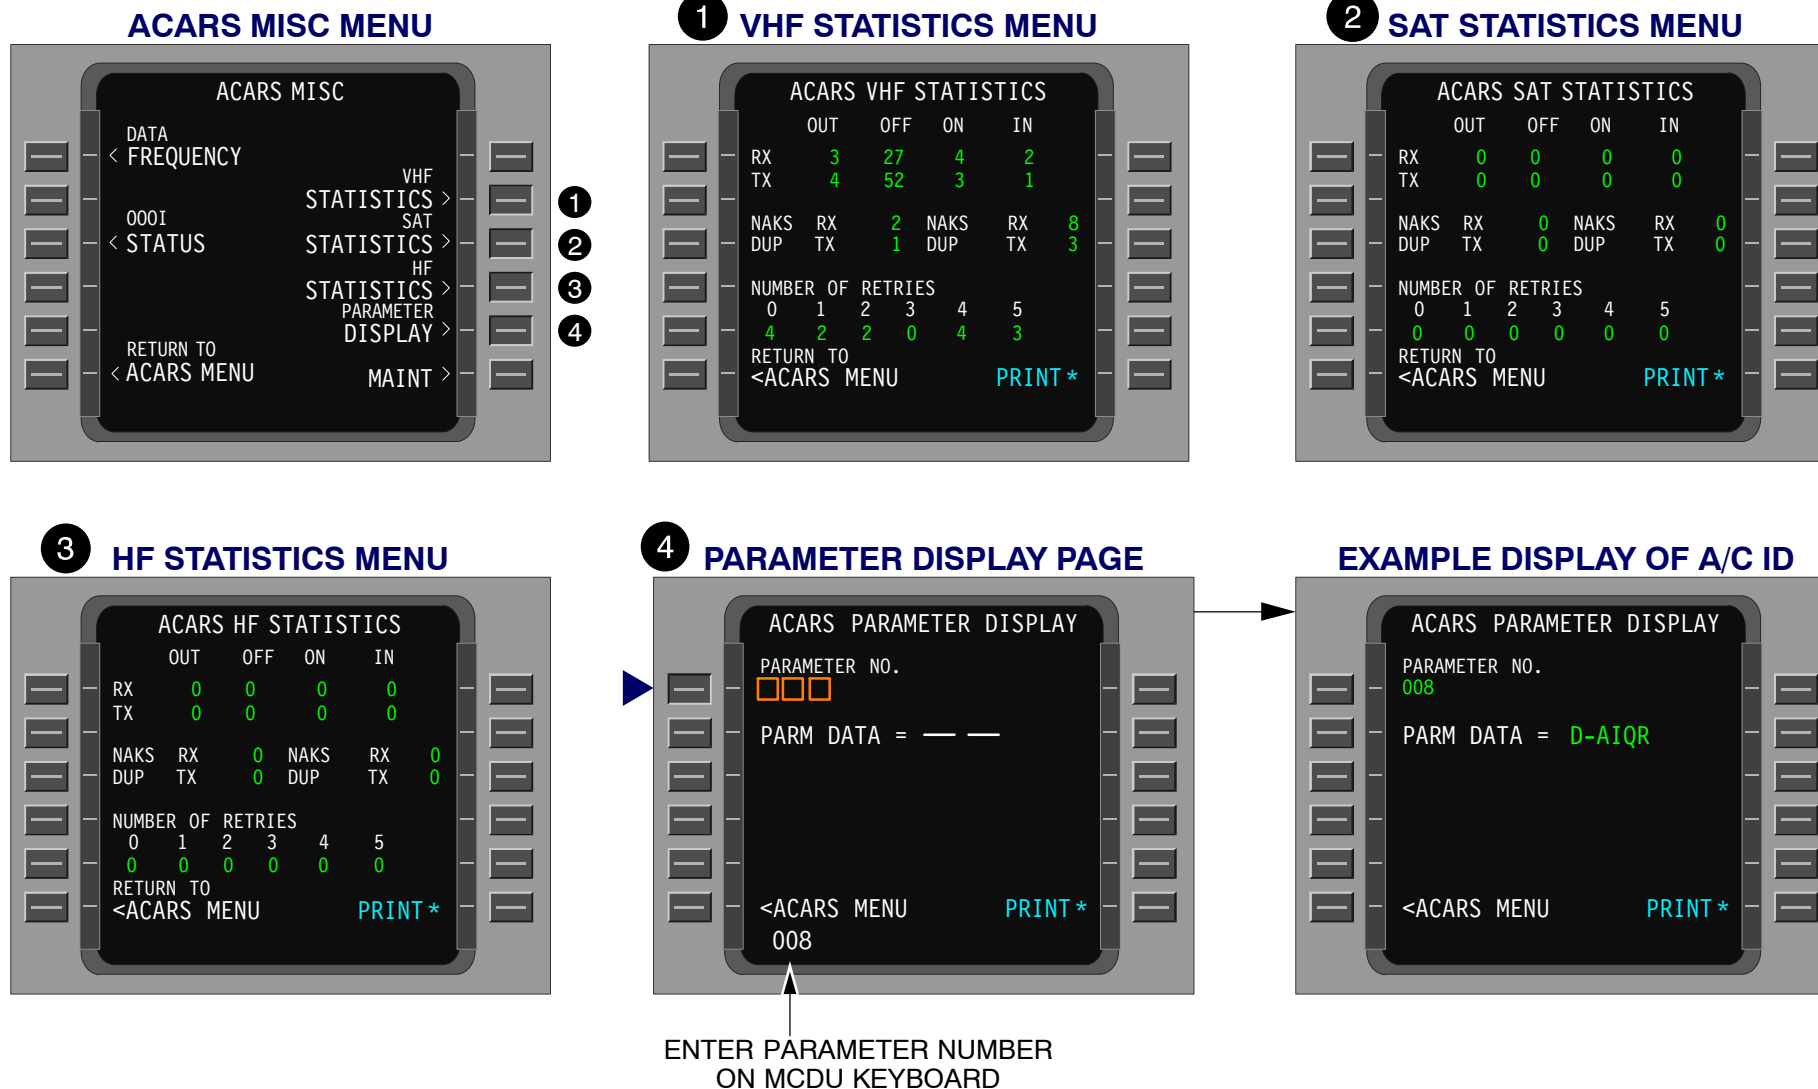 ACARS MISC MENU
ACARS MISC
DATA
< FREQUENCY
VHF
STATISTICS >
OOOI
SAT
< STATUS
STATISTICS >
HF
STATISTICS >
PARAMETER
DISPLAY >
RETURN TO
< ACARS MENU MAINT >
1
2
3
4
1 VHF STATISTICS MENU
ACARS VHF STATISTICS
OUT OFF ON IN
RX 3 27 4 2
TX 4 52 3 1
NAKS RX 2 NAKS RX 8
DUP TX 1 DUP TX 3
NUMBER OF RETRIES
0 1 2 3 4 5
4 2 2 0 4 3
RETURN TO
<ACARS MENU PRINT*
2 SAT STATISTICS MENU
ACARS SAT STATISTICS
OUT OFF ON IN
RX 0 0 0 0
TX 0 0 0 0
NAKS RX 0 NAKS RX 0
DUP TX 0 DUP TX 0
NUMBER OF RETRIES
0 1 2 3 4 5
0 0 0 0 0 0
RETURN TO
<ACARS MENU PRINT*
3 HF STATISTICS MENU
ACARS HF STATISTICS
OUT OFF ON IN
RX 0 0 0 0
TX 0 0 0 0
NAKS RX 0 NAKS RX 0
DUP TX 0 DUP TX 0
NUMBER OF RETRIES
0 1 2 3 4 5
0 0 0 0 0 0
RETURN TO
<ACARS MENU PRINT*
4 PARAMETER DISPLAY PAGE
ACARS PARAMETER DISPLAY
PARAMETER NO.
PARM DATA = — —
<ACARS MENU PRINT*
008
ENTER PARAMETER NUMBER
ON MCDU KEYBOARD
EXAMPLE DISPLAY OF A/C ID
ACARS PARAMETER DISPLAY
PARAMETER NO.
008
PARM DATA = D-AIQR
<ACARS MENU PRINT*